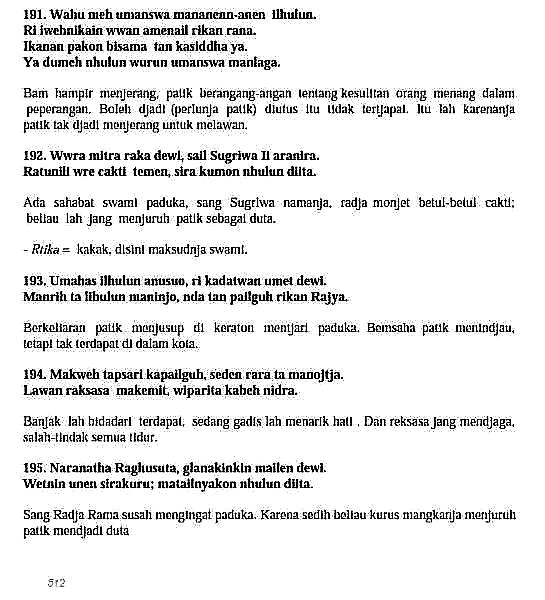 191. Wahu meh umanswa mananenn-anen ilhulun.
Ri iwehnikain wwan amenail rikan rana.
Ikanan pakon bisama tan kasiddha ya.
Ya dumeh nhulun wurun umanswa manlaga.
Bam hampir menjerang, patik berangang-angan tentang kesulitan orang menang dalam
peperangan. Boleh djadi (perlunja patik) diutus itu tidak tertjapai. Itu lah karenanja
patik tak djadi menjerang untuk melawan.
192. Wwra mitra raka dewi, sail Sugriwa Il aranira.
Ratunili wre cakti temen, sira kumon nhulun diita.
Ada sahabat swami paduka, sang Sugriwa namanja, radja monjet betul-betul cakti;
beliau lah jang menjuruh patik sebagai duta.
- Rtika = kakak, disini maksudnja swami.
193. Umahas ilhulun anusuo, ri kadatwan umet dewi.
Manrih ta lihulun maninjo, nda tan pailguh rikan Rajya.
Berkeliaran patik menjusup di keraton mentjari paduka. Bemsaha patik menindjau,
tetapi tak terdapat di dalam kota.
194. Makweh tapsari kapailguh, seden rara ta manojtja.
Lawan raksasa makemit, wiparita kabeh nidra.
Banjak lah bidadari terdapat, sedang gadis lah menarik hati . Dan reksasa jang mendjaga,
salah-tindak semua tidur.
195. Naranatha Raghusuta, glanakinkin mailen dewi.
Wetnin unen sirakuru; matailnyakon nhulun diita.
Sang Radja Rama susah mengingat paduka. Karena sedih beliau kurus mangkanja menjuruh
patik mendjadi duta
512